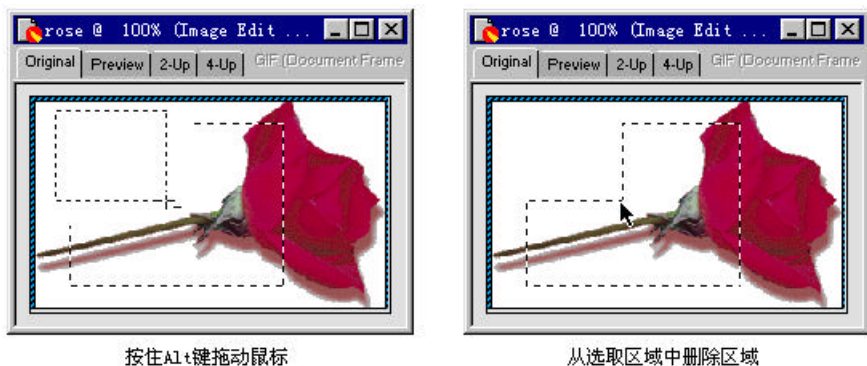 rose @ 100% (Image Edit ...
Original Preview 2-Up 4-Up GIF (Document Frame
按住Alt键拖动鼠标
rose @ 100% (Image Edit ...
Original Preview 2-Up 4-Up GIF (Document Frame
从选取区域中删除区域